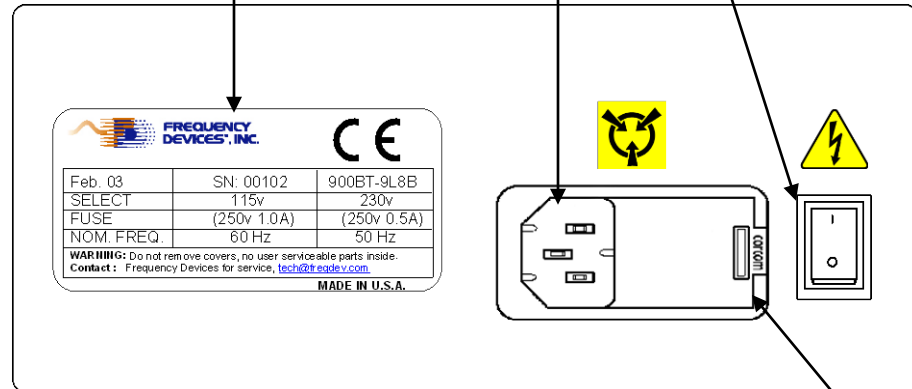 FREQUENCY
DEVICES®, INC.
CE
Feb. 03 SN: 00102 900BT-9L8B
SELECT 115v 230v
FUSE (250v 1.0A) (250v 0.5A)
NOM. FREQ. 60 Hz 50 Hz
WARNING: Do not remove covers, no user serviceable parts inside.
Contact : Frequency Devices for service, tech@freqdev.com
MADE IN U.S.A.
corcom
I
O